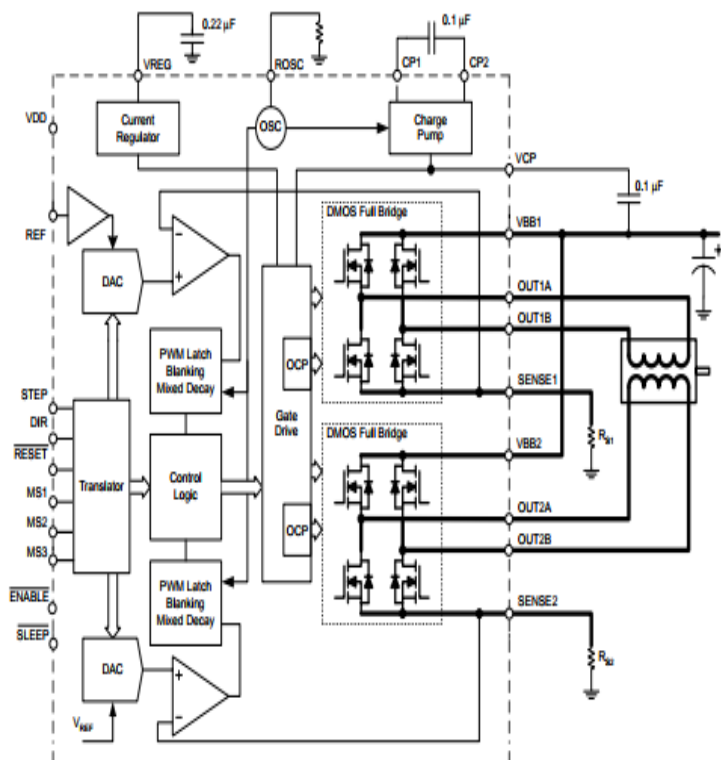 0.22 µF
0.1 µF
VREG
ROSC
CP1
CP2
VDD
Current
Regulator
OSC
Charge
Pump
VCP
0.1 µF
REF
DMOS Full Bridge
VBB1
+
DAC
-
+
OUT1A
OUT1B
PWM Latch
Blanking
Mixed Decay
OCP
SENSE1
STEP
DIR
RESET
MS1
MS2
MS3
Translator
Control
Logic
Gate
Drive
DMOS Full Bridge
VBB2
RS1
OUT2A
OUT2B
OCP
ENABLE
SLEEP
PWM Latch
Blanking
Mixed Decay
SENSE2
DAC
+
-
RS2
VREF